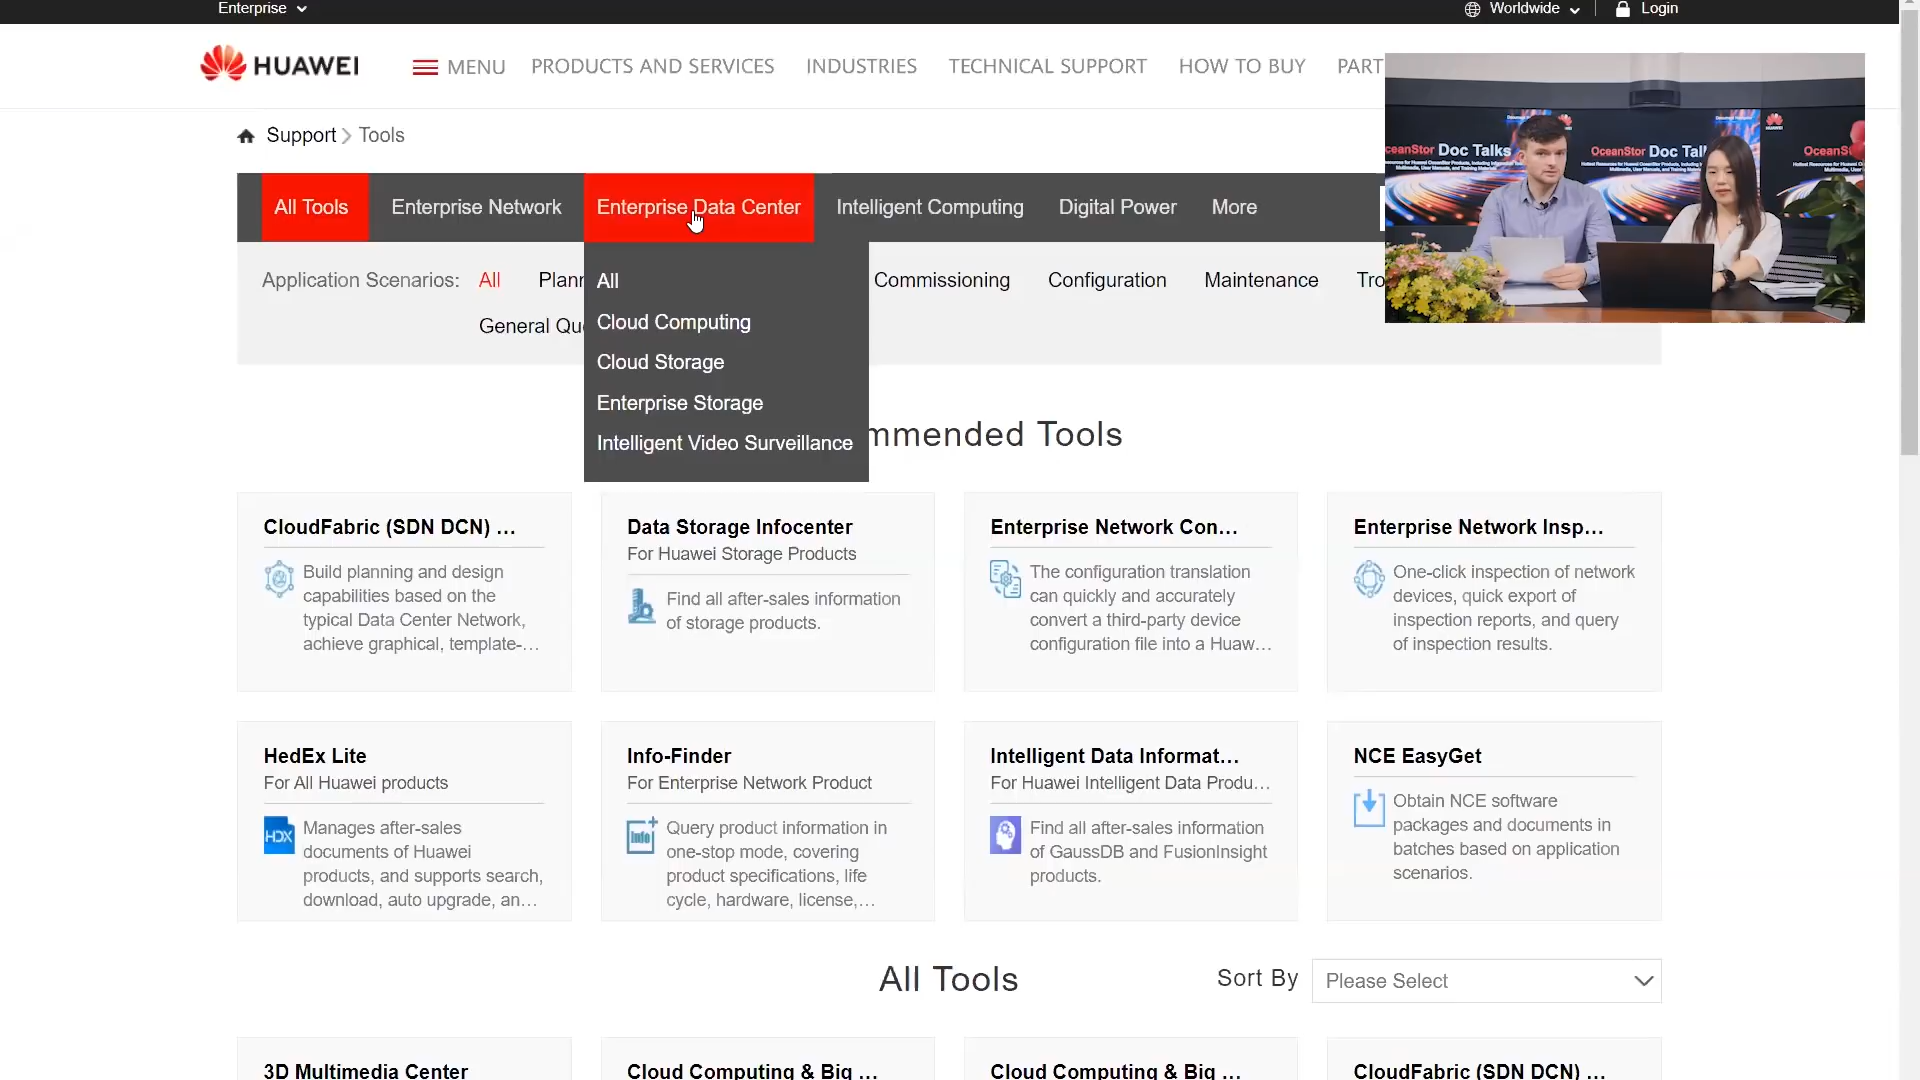 Enterprise
Worldwide
Login
HUAWEI
MENU
PRODUCTS AND SERVICES
INDUSTRIES
TECHNICAL SUPPORT
HOW TO BUY
PART
Support
Tools
All Tools
Enterprise Network
Enterprise Data Center
Intelligent Computing
Digital Power
More
Application Scenarios:
All
Plann
Commissioning
Configuration
Maintenance
Tro
General Qu
All
Cloud Computing
Cloud Storage
Enterprise Storage
Intelligent Video Surveillance
ceanStor Doc Talks
OceanStor Doc Tal
OceanS
HUAWEI
mmended Tools
CloudFabric (SDN DCN) ...
Build planning and design
capabilities based on the
typical Data Center Network,
achieve graphical, template-...
Data Storage Infocenter
For Huawei Storage Products
Find all after-sales information
of storage products.
Enterprise Network Con...
The configuration translation
can quickly and accurately
convert a third-party device
configuration file into a Huaw...
Enterprise Network Insp...
One-click inspection of network
devices, quick export of
inspection reports, and query
of inspection results.
HedEx Lite
For All Huawei products
HDX
Manages after-sales
documents of Huawei
products, and supports search,
download, auto upgrade, an...
Info-Finder
For Enterprise Network Product
Info
Query product information in
one-stop mode, covering
product specifications, life
cycle, hardware, license,...
Intelligent Data Informat...
For Huawei Intelligent Data Produ...
Find all after-sales information
of GaussDB and FusionInsight
products.
NCE EasyGet
Obtain NCE software
packages and documents in
batches based on application
scenarios.
All Tools
Sort By
Please Select
3D Multimedia Center
Cloud Computing & Big ...
Cloud Computing & Big ...
CloudFabric (SDN DCN) ...